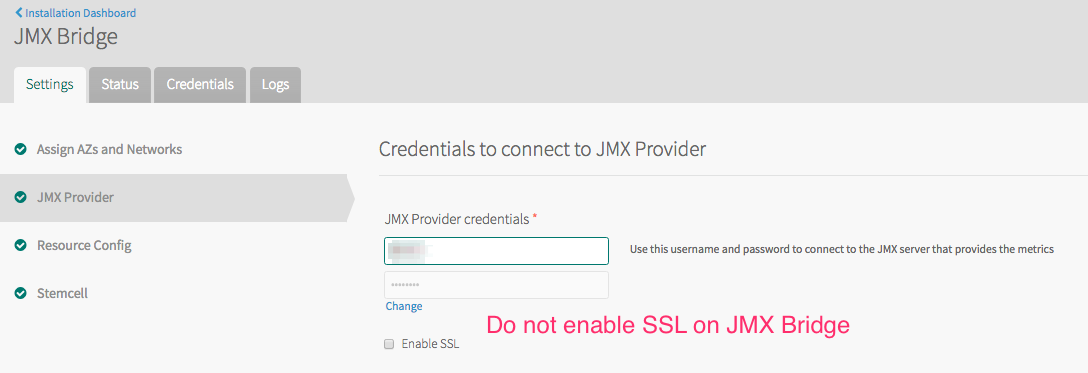 Installation Dashboard
JMX Bridge
Settings Status Credentials Logs
Assign AZs and Networks
JMX Provider
Resource Config
Stemcell
Credentials to connect to JMX Provider
JMX Provider credentials *
Use this username and password to connect to the JMX server that provides the metrics
••••••••
Change
Do not enable SSL on JMX Bridge
Enable SSL